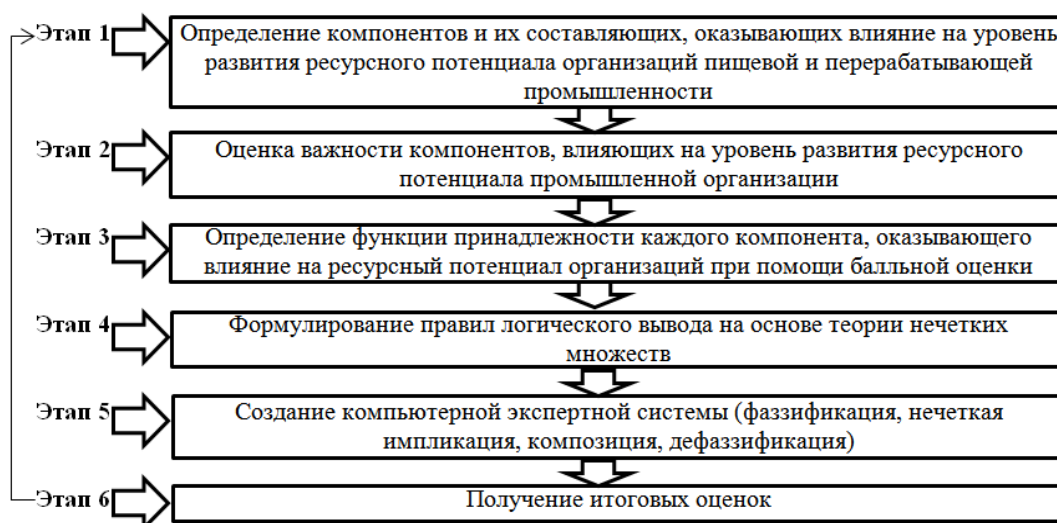 Этап 1
Определение компонентов и их составляющих, оказывающих влияние на уровень
развития ресурсного потенциала организаций пищевой и перерабатывающей
промышленности
Этап 2
Оценка важности компонентов, влияющих на уровень развития ресурсного
потенциала промышленной организации
Этап 3
Определение функции принадлежности каждого компонента, оказывающего
влияние на ресурсный потенциал организаций при помощи балльной оценки
Этап 4
Формулирование правил логического вывода на основе теории нечетких
множеств
Этап 5
Создание компьютерной экспертной системы (фаззификация, нечеткая
импликация, композиция, дефаззификация)
Этап 6
Получение итоговых оценок